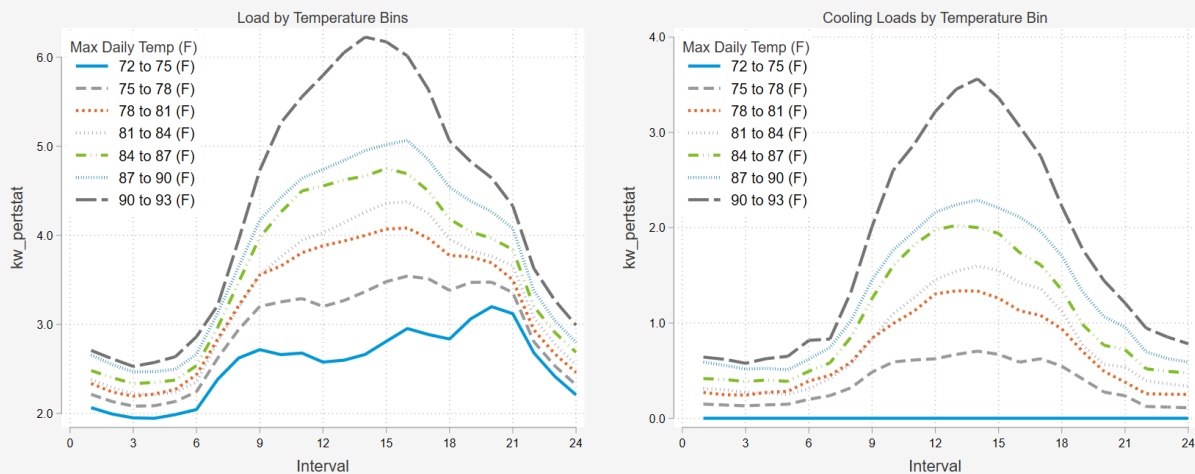 Load by Temperature Bins
Max Daily Temp (F)
72 to 75 (F)
75 to 78 (F)
78 to 81 (F)
81 to 84 (F)
84 to 87 (F)
87 to 90 (F)
90 to 93 (F)
6.0
5.0
4.0
3.0
2.0
kw_pertstat
0 3 6 9 12 15 18 21 24
Interval
Cooling Loads by Temperature Bin
Max Daily Temp (F)
72 to 75 (F)
75 to 78 (F)
78 to 81 (F)
81 to 84 (F)
84 to 87 (F)
87 to 90 (F)
90 to 93 (F)
4.0
3.0
2.0
1.0
0.0
kw_pertstat
0 3 6 9 12 15 18 21 24
Interval